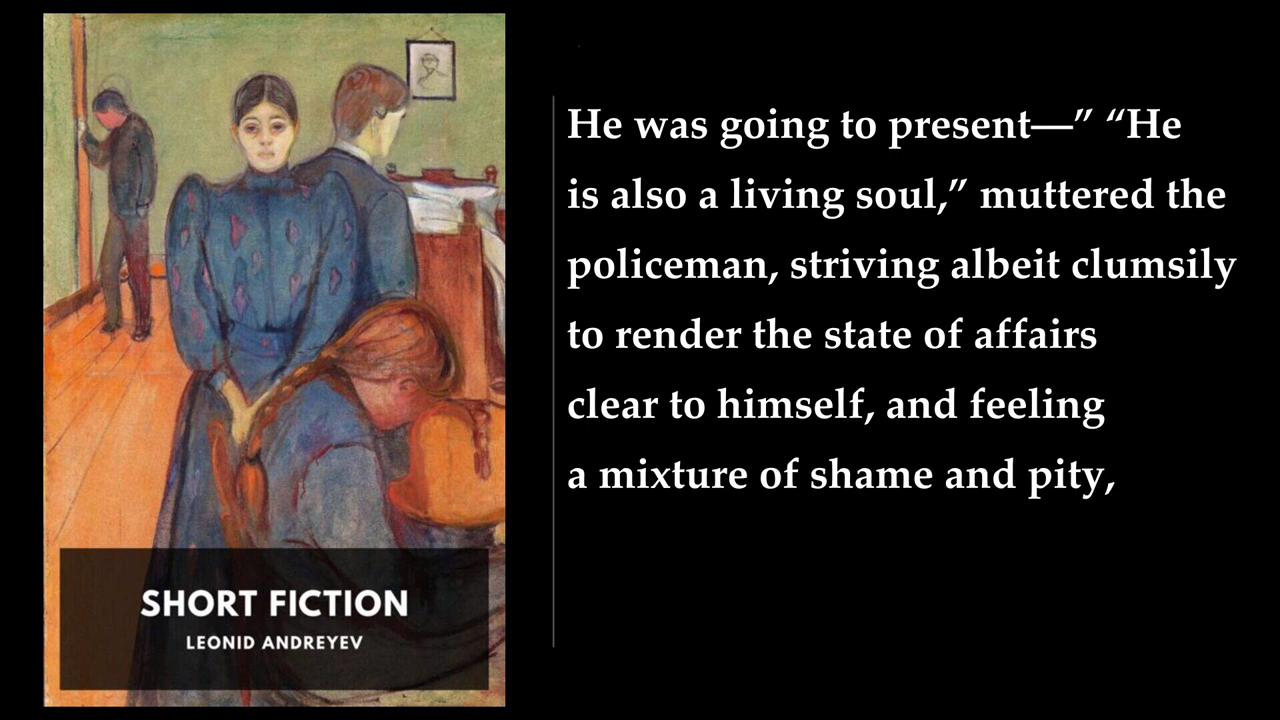 SHORT FICTION
LEONID ANDREYEV
He was going to present—” “He
is also a living soul,” muttered the
policeman, striving albeit clumsily
to render the state of affairs
clear to himself, and feeling
a mixture of shame and pity,